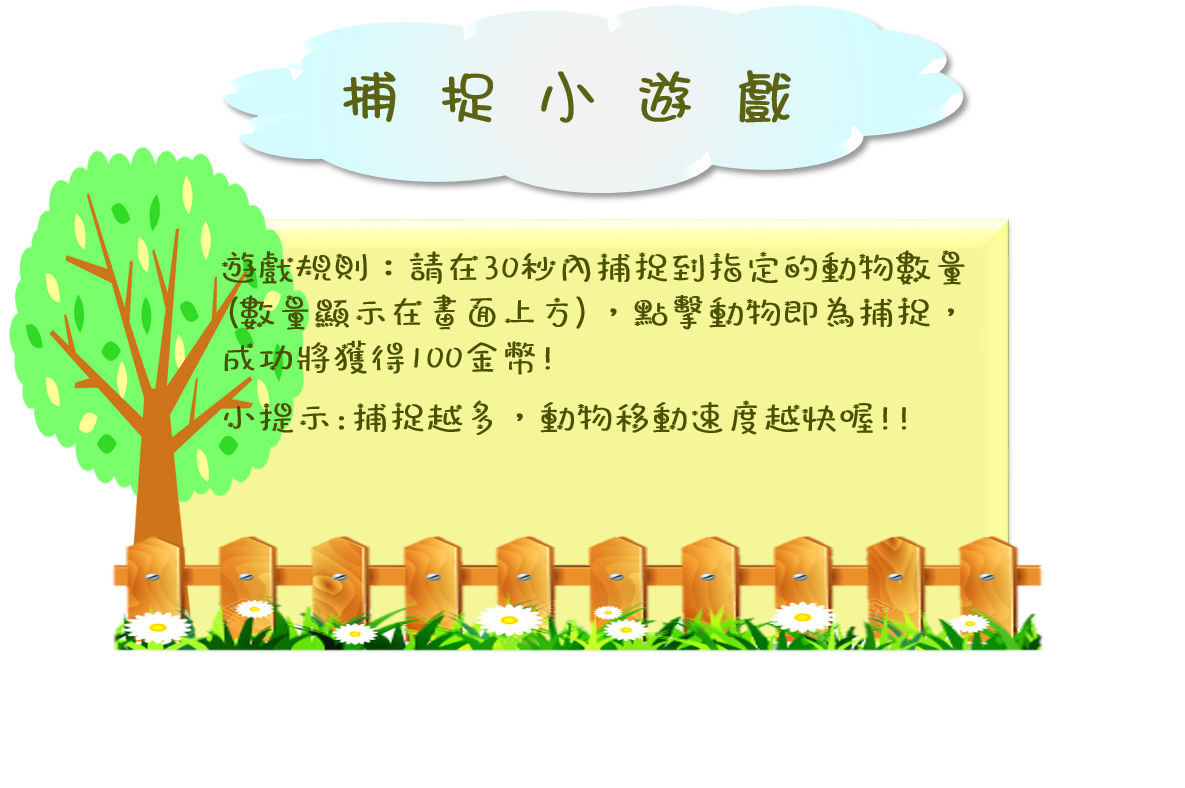 捕捉小遊戲
遊戲規則：請在30秒內捕捉到指定的動物數量
(數量顯示在畫面上方)，點擊動物即為捕捉，
成功將獲得100金幣!
小提示:捕捉越多，動物移動速度越快喔!!